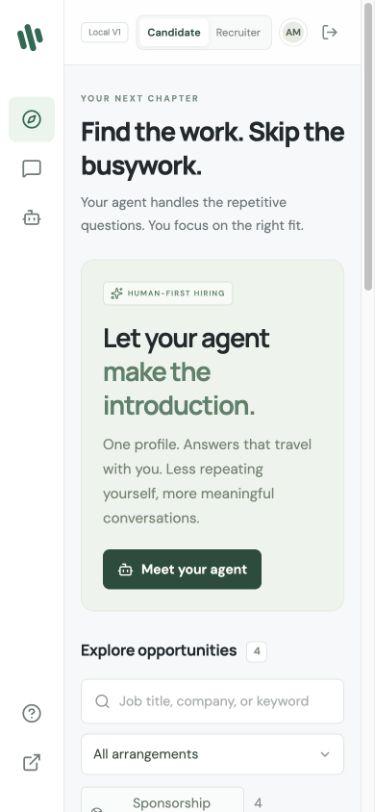 Local V1
Candidate
Recruiter
AM
YOUR NEXT CHAPTER
Find the work. Skip the
busywork.
Your agent handles the repetitive
questions. You focus on the right fit.
HUMAN-FIRST HIRING
Let your agent
make the
introduction.
One profile. Answers that travel
with you. Less repeating
yourself, more meaningful
conversations.
Meet your agent
Explore opportunities 4
Job title, company, or keyword
All arrangements
Sponsorship 4